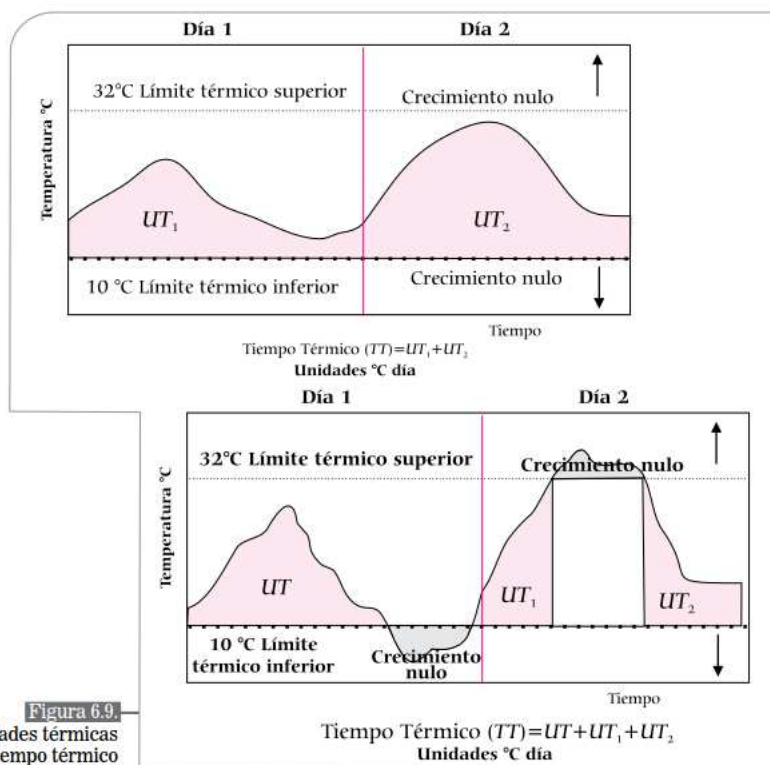 Día 1 Día 2
32°C Límite térmico superior Crecimiento nulo
Temperatura °C
UT₁ UT₂
10 °C Límite térmico inferior Crecimiento nulo
Tiempo
Tiempo Térmico (TT)=UT₁+UT₂
Unidades °C día
Día 1 Día 2
32°C Límite térmico superior Crecimiento nulo
Temperatura °C
UT UT₁ UT₂
10 °C Límite
térmico inferior
Crecimiento
nulo
Tiempo
Figura 6.9.
térmicas
térmico
Tiempo Térmico (TT)=UT+UT₁+UT₂
Unidades °C día